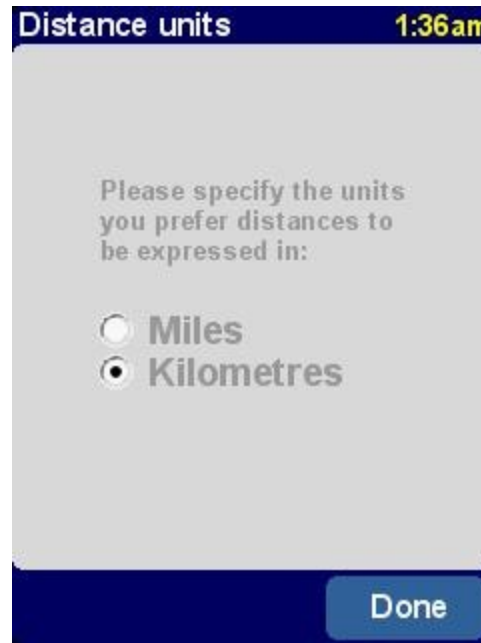 Distance units
1:36am
Please specify the units
you prefer distances to
be expressed in:
Miles
Kilometres
Done